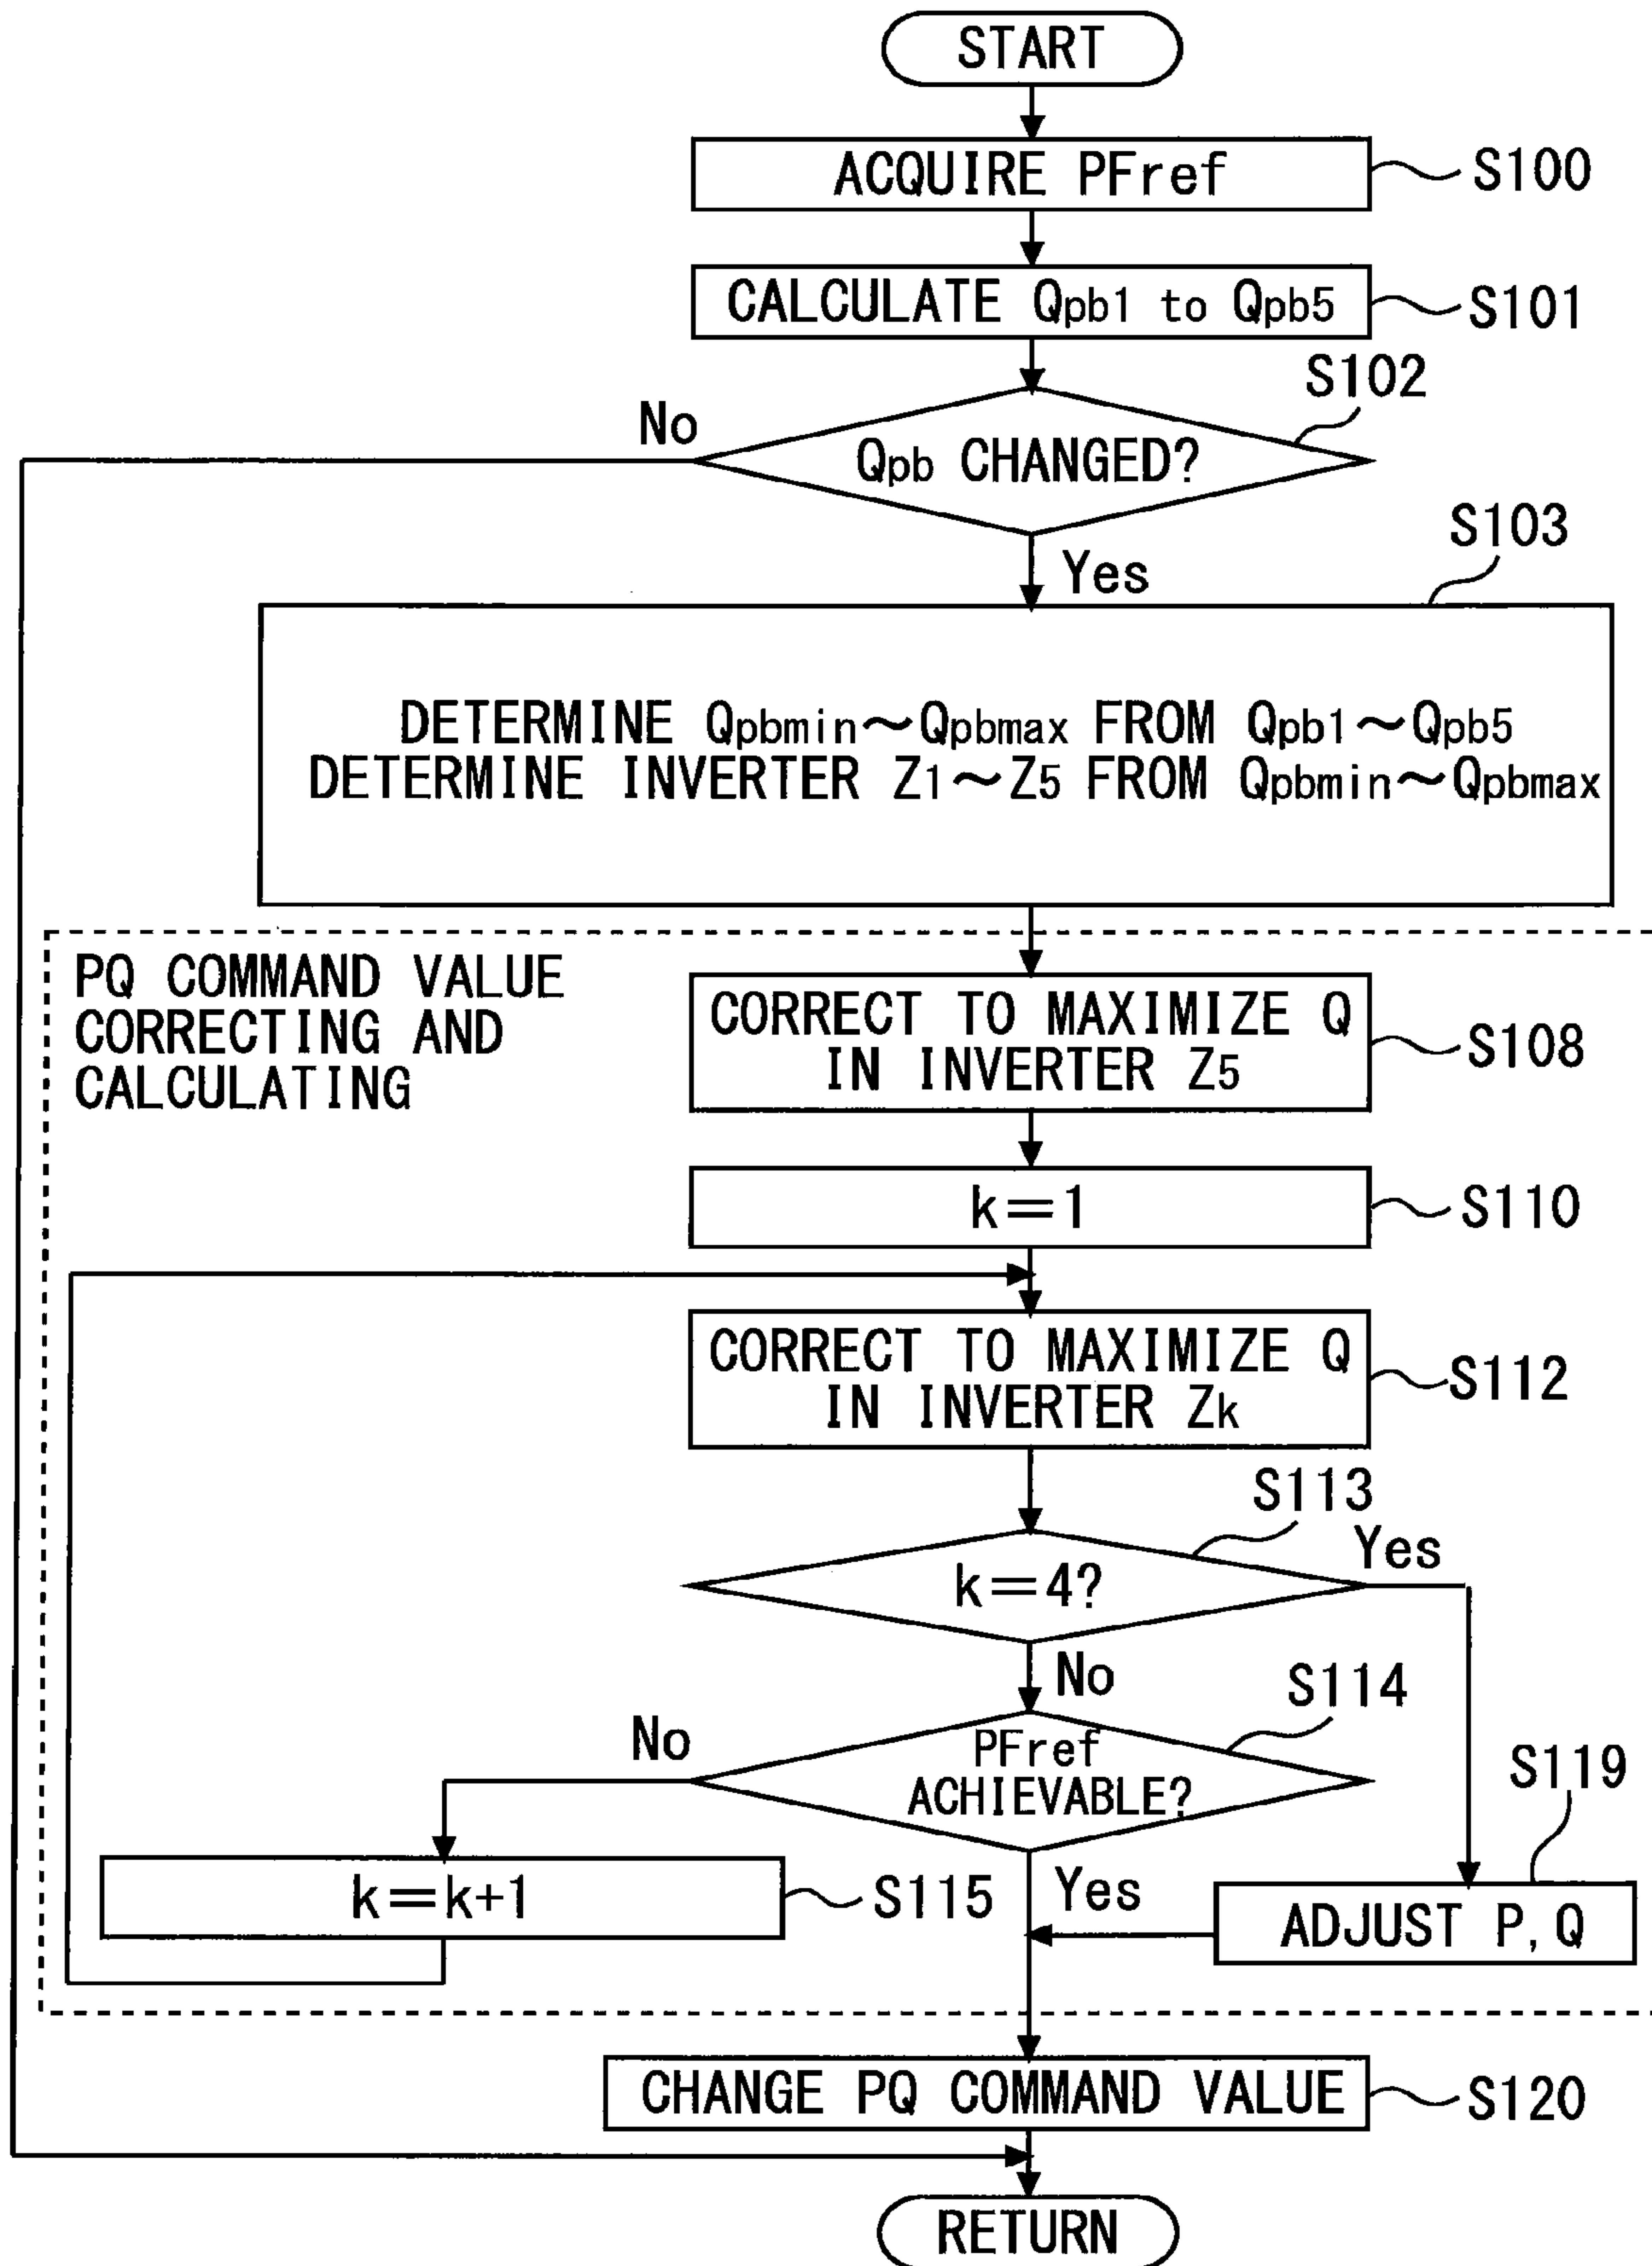 START
ACQUIRE PFref
S100
CALCULATE Qpb1 to Qpb5
S101
S102
No
Qpb CHANGED?
Yes
S103
DETERMINE Qpbmin～Qpbmax FROM Qpb1～Qpb5
DETERMINE INVERTER Z1～Z5 FROM Qpbmin～Qpbmax
PQ COMMAND VALUE
CORRECTING AND
CALCULATING
CORRECT TO MAXIMIZE Q
IN INVERTER Z5
S108
k=1
S110
CORRECT TO MAXIMIZE Q
IN INVERTER Zk
S112
S113
Yes
k=4?
No
S114
No
PFref
ACHIEVABLE?
S119
k=k+1
S115
Yes
ADJUST P, Q
CHANGE PQ COMMAND VALUE
S120
RETURN